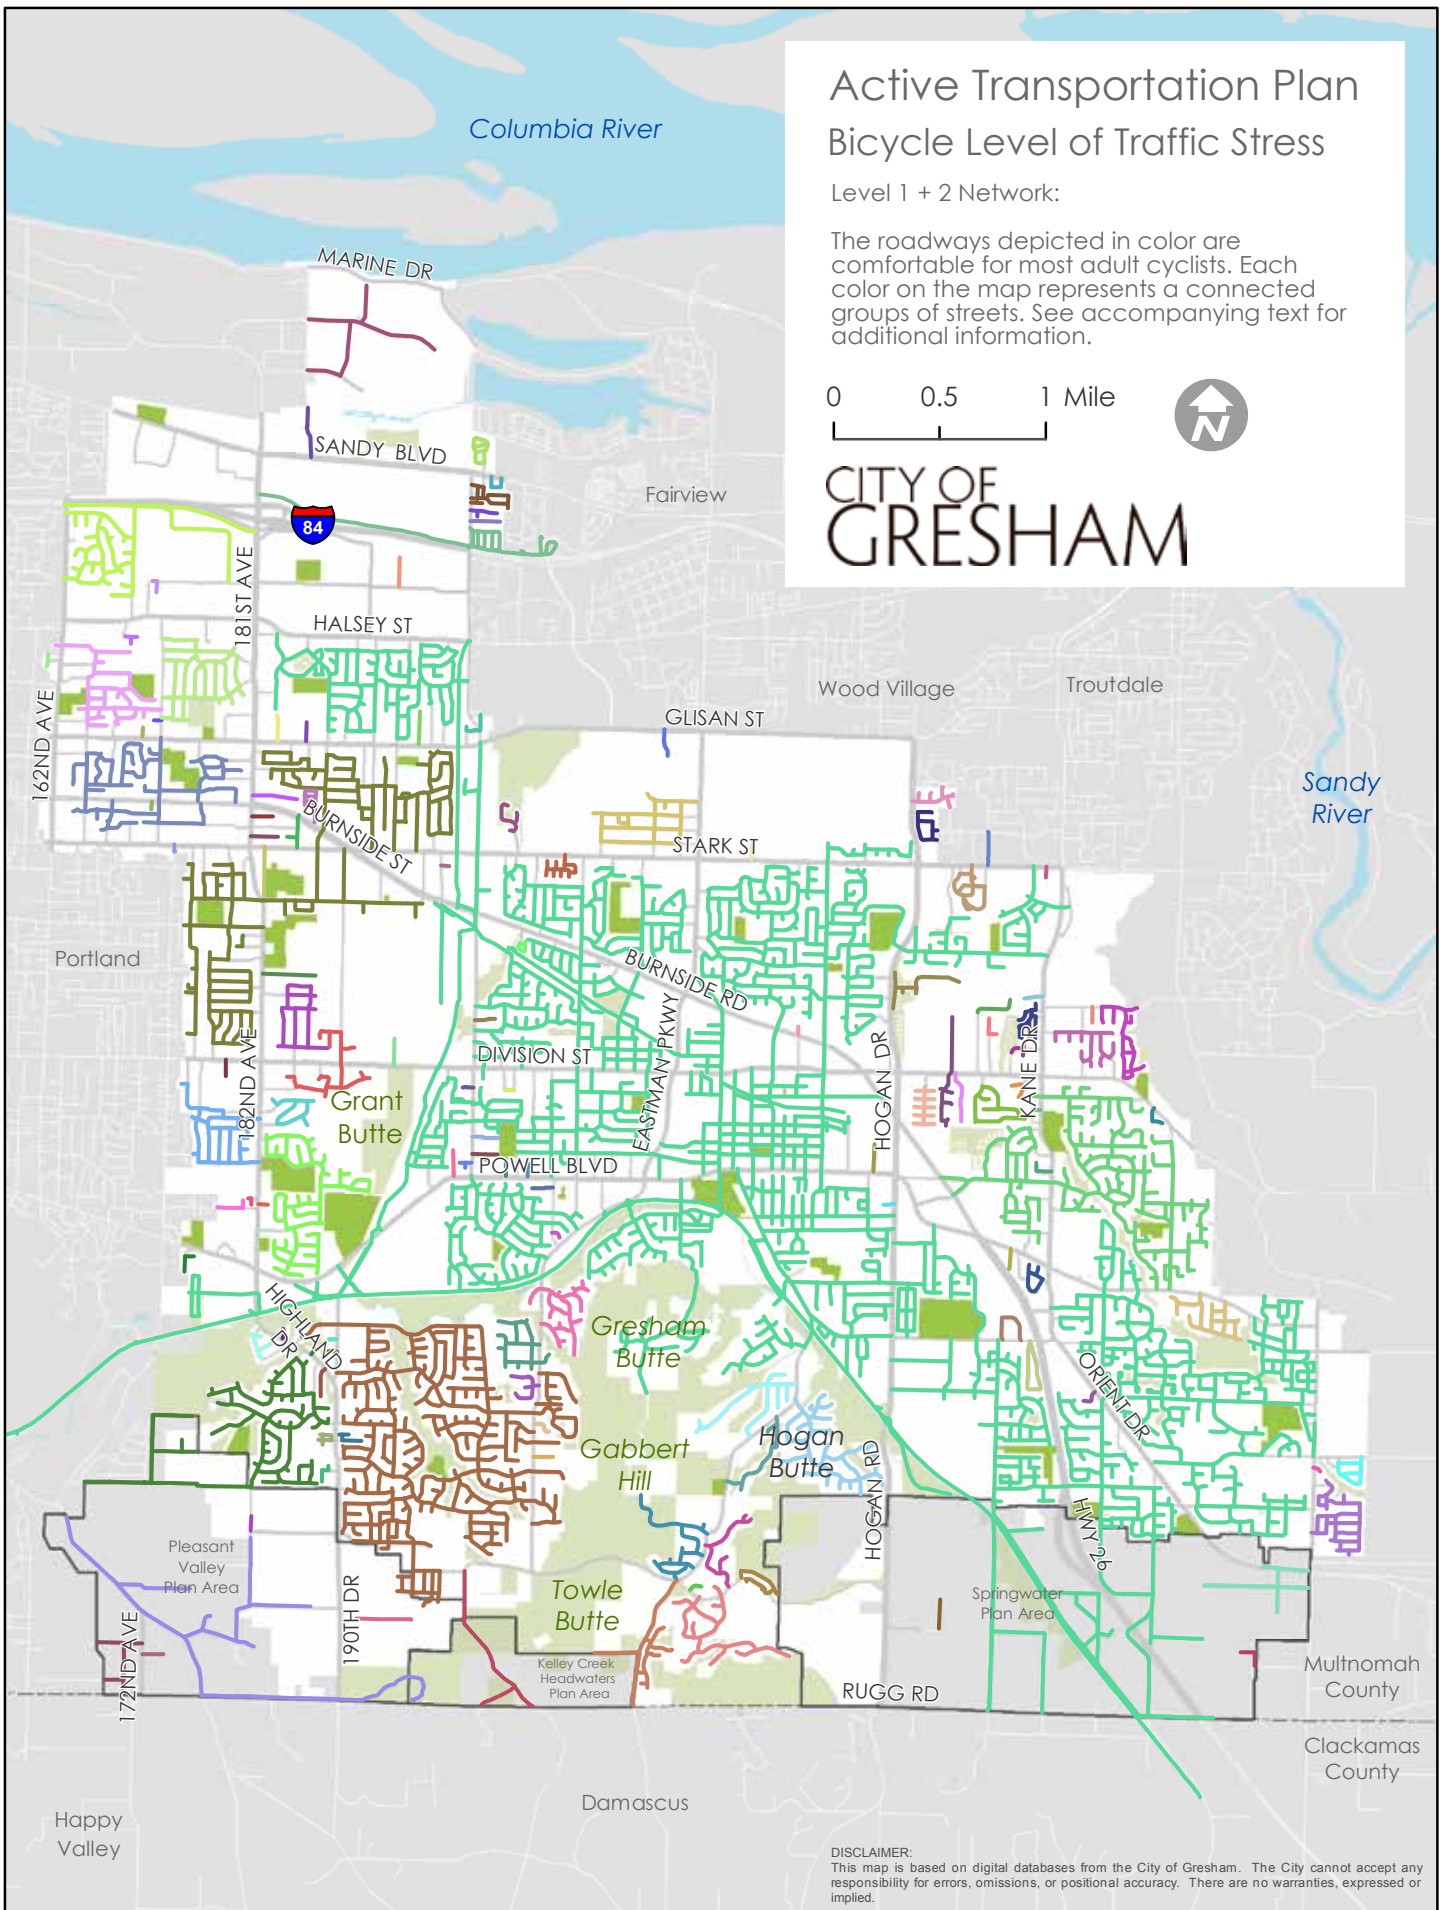 Active Transportation Plan
Bicycle Level of Traffic Stress
Level 1 + 2 Network:
The roadways depicted in color are
comfortable for most adult cyclists. Each
color on the map represents a connected
groups of streets. See accompanying text for
additional information.
0 0.5 1 Mile
N
CITY OF
GRESHAM
Columbia River
MARINE DR
SANDY BLVD
Fairview
84
181ST AVE
HALSEY ST
Wood Village
Troutdale
162ND AVE
GLISAN ST
Sandy
River
BURNSIDE ST
STARK ST
Portland
BURNSIDE RD
EASTMAN PKWY
182ND AVE
DIVISION ST
HOGAN DR
KANE DR
Grant
Butte
POWELL BLVD
HIGHLAND
DR
Gresham
Butte
ORIENT DR
Gabbert
Hill
Hogan
Butte
HOGAN RD
HWY 26
Pleasant
Valley
Plan Area
Towle
Butte
Springwater
Plan Area
190TH DR
172ND AVE
Kelley Creek
Headwaters
Plan Area
RUGG RD
Multnomah
County
Clackamas
County
Damascus
Happy
Valley
DISCLAIMER:
This map is based on digital databases from the City of Gresham. The City cannot accept any
responsibility for errors, omissions, or positional accuracy. There are no warranties, expressed or
implied.